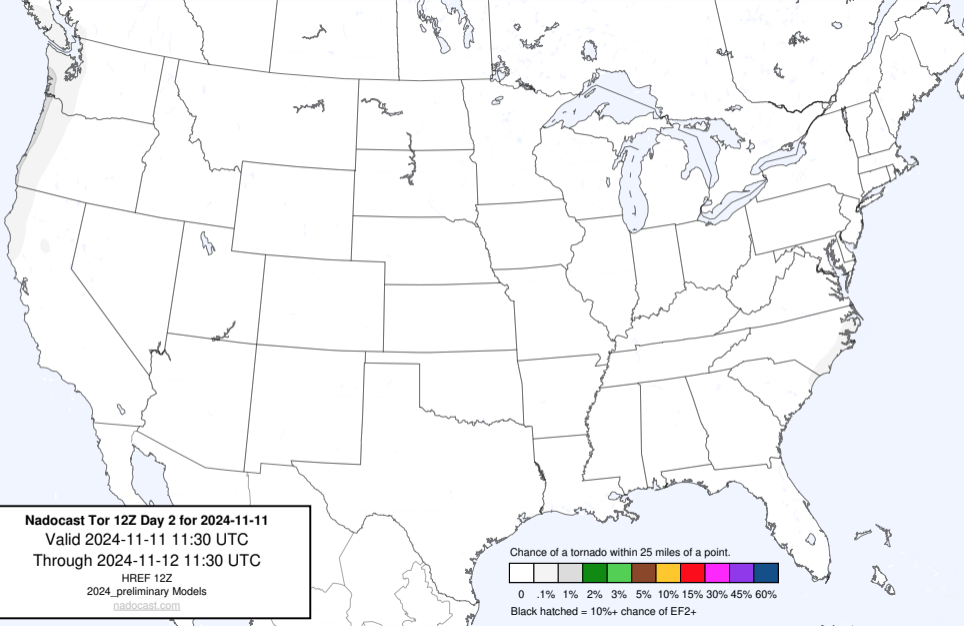 Nadocast Tor 12Z Day 2 for 2024-11-11
Valid 2024-11-11 11:30 UTC
Through 2024-11-12 11:30 UTC
HREF 12Z
2024_preliminary Models
nadocast.com
Chance of a tornado within 25 miles of a point.
0 .1% 1% 2% 3% 5% 10% 15% 30% 45% 60%
Black hatched = 10%+ chance of EF2+